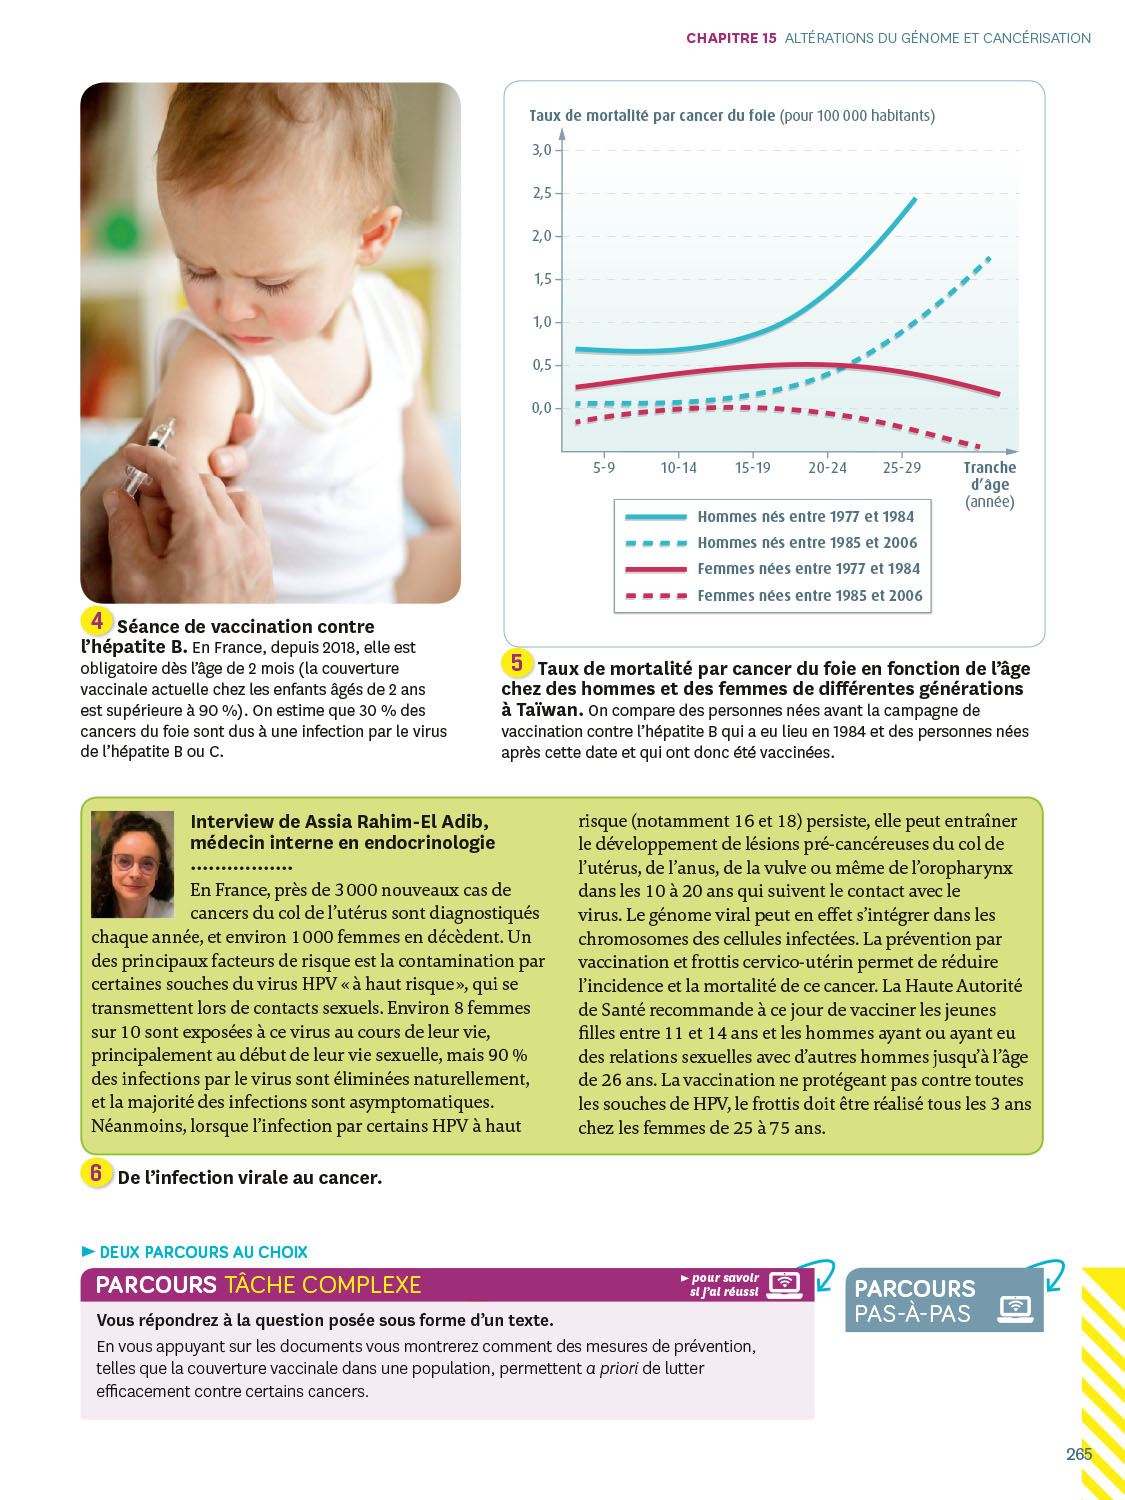 CHAPITRE 15 ALTÉRATIONS DU GÉNOME ET CANCÉRISATION
4 Séance de vaccination contre
l’hépatite B. En France, depuis 2018, elle est
obligatoire dès l’âge de 2 mois (la couverture
vaccinale actuelle chez les enfants âgés de 2 ans
est supérieure à 90 %). On estime que 30 % des
cancers du foie sont dus à une infection par le virus
de l’hépatite B ou C.
Taux de mortalité par cancer du foie (pour 100 000 habitants)
3,0
2,5
2,0
1,5
1,0
0,5
0,0
5-9 10-14 15-19 20-24 25-29 Tranche
d’âge
(année)
Hommes nés entre 1977 et 1984
Hommes nés entre 1985 et 2006
Femmes nées entre 1977 et 1984
Femmes nées entre 1985 et 2006
5 Taux de mortalité par cancer du foie en fonction de l’âge
chez des hommes et des femmes de différentes générations
à Taïwan. On compare des personnes nées avant la campagne de
vaccination contre l’hépatite B qui a eu lieu en 1984 et des personnes nées
après cette date et qui ont donc été vaccinées.
Interview de Assia Rahim-El Adib,
médecin interne en endocrinologie
.................
En France, près de 3 000 nouveaux cas de
cancers du col de l’utérus sont diagnostiqués
chaque année, et environ 1 000 femmes en décèdent. Un
des principaux facteurs de risque est la contamination par
certaines souches du virus HPV « à haut risque », qui se
transmettent lors de contacts sexuels. Environ 8 femmes
sur 10 sont exposées à ce virus au cours de leur vie,
principalement au début de leur vie sexuelle, mais 90 %
des infections par le virus sont éliminées naturellement,
et la majorité des infections sont asymptomatiques.
Néanmoins, lorsque l’infection par certains HPV à haut
risque (notamment 16 et 18) persiste, elle peut entraîner
le développement de lésions pré-cancéreuses du col de
l’utérus, de l’anus, de la vulve ou même de l’oropharynx
dans les 10 à 20 ans qui suivent le contact avec le
virus. Le génome viral peut en effet s’intégrer dans les
chromosomes des cellules infectées. La prévention par
vaccination et frottis cervico-utérin permet de réduire
l’incidence et la mortalité de ce cancer. La Haute Autorité
de Santé recommande à ce jour de vacciner les jeunes
filles entre 11 et 14 ans et les hommes ayant ou ayant eu
des relations sexuelles avec d’autres hommes jusqu’à l’âge
de 26 ans. La vaccination ne protégeant pas contre toutes
les souches de HPV, le frottis doit être réalisé tous les 3 ans
chez les femmes de 25 à 75 ans.
6 De l’infection virale au cancer.
► DEUX PARCOURS AU CHOIX
PARCOURS TÂCHE COMPLEXE
► pour savoir
si j’ai réussi
Vous répondrez à la question posée sous forme d’un texte.
En vous appuyant sur les documents vous montrerez comment des mesures de prévention,
telles que la couverture vaccinale dans une population, permettent a priori de lutter
efficacement contre certains cancers.
PARCOURS
PAS-À-PAS
265